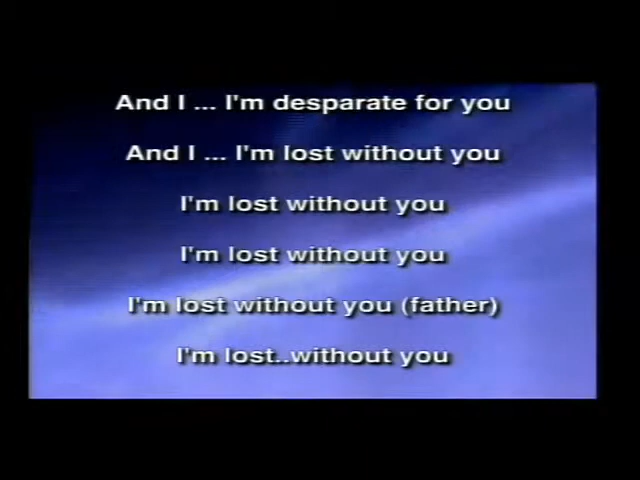 And I ... I'm desparate for you
And I ... I'm lost without you
I'm lost without you
I'm lost without you
I'm lost without you (father)
I'm lost..without you